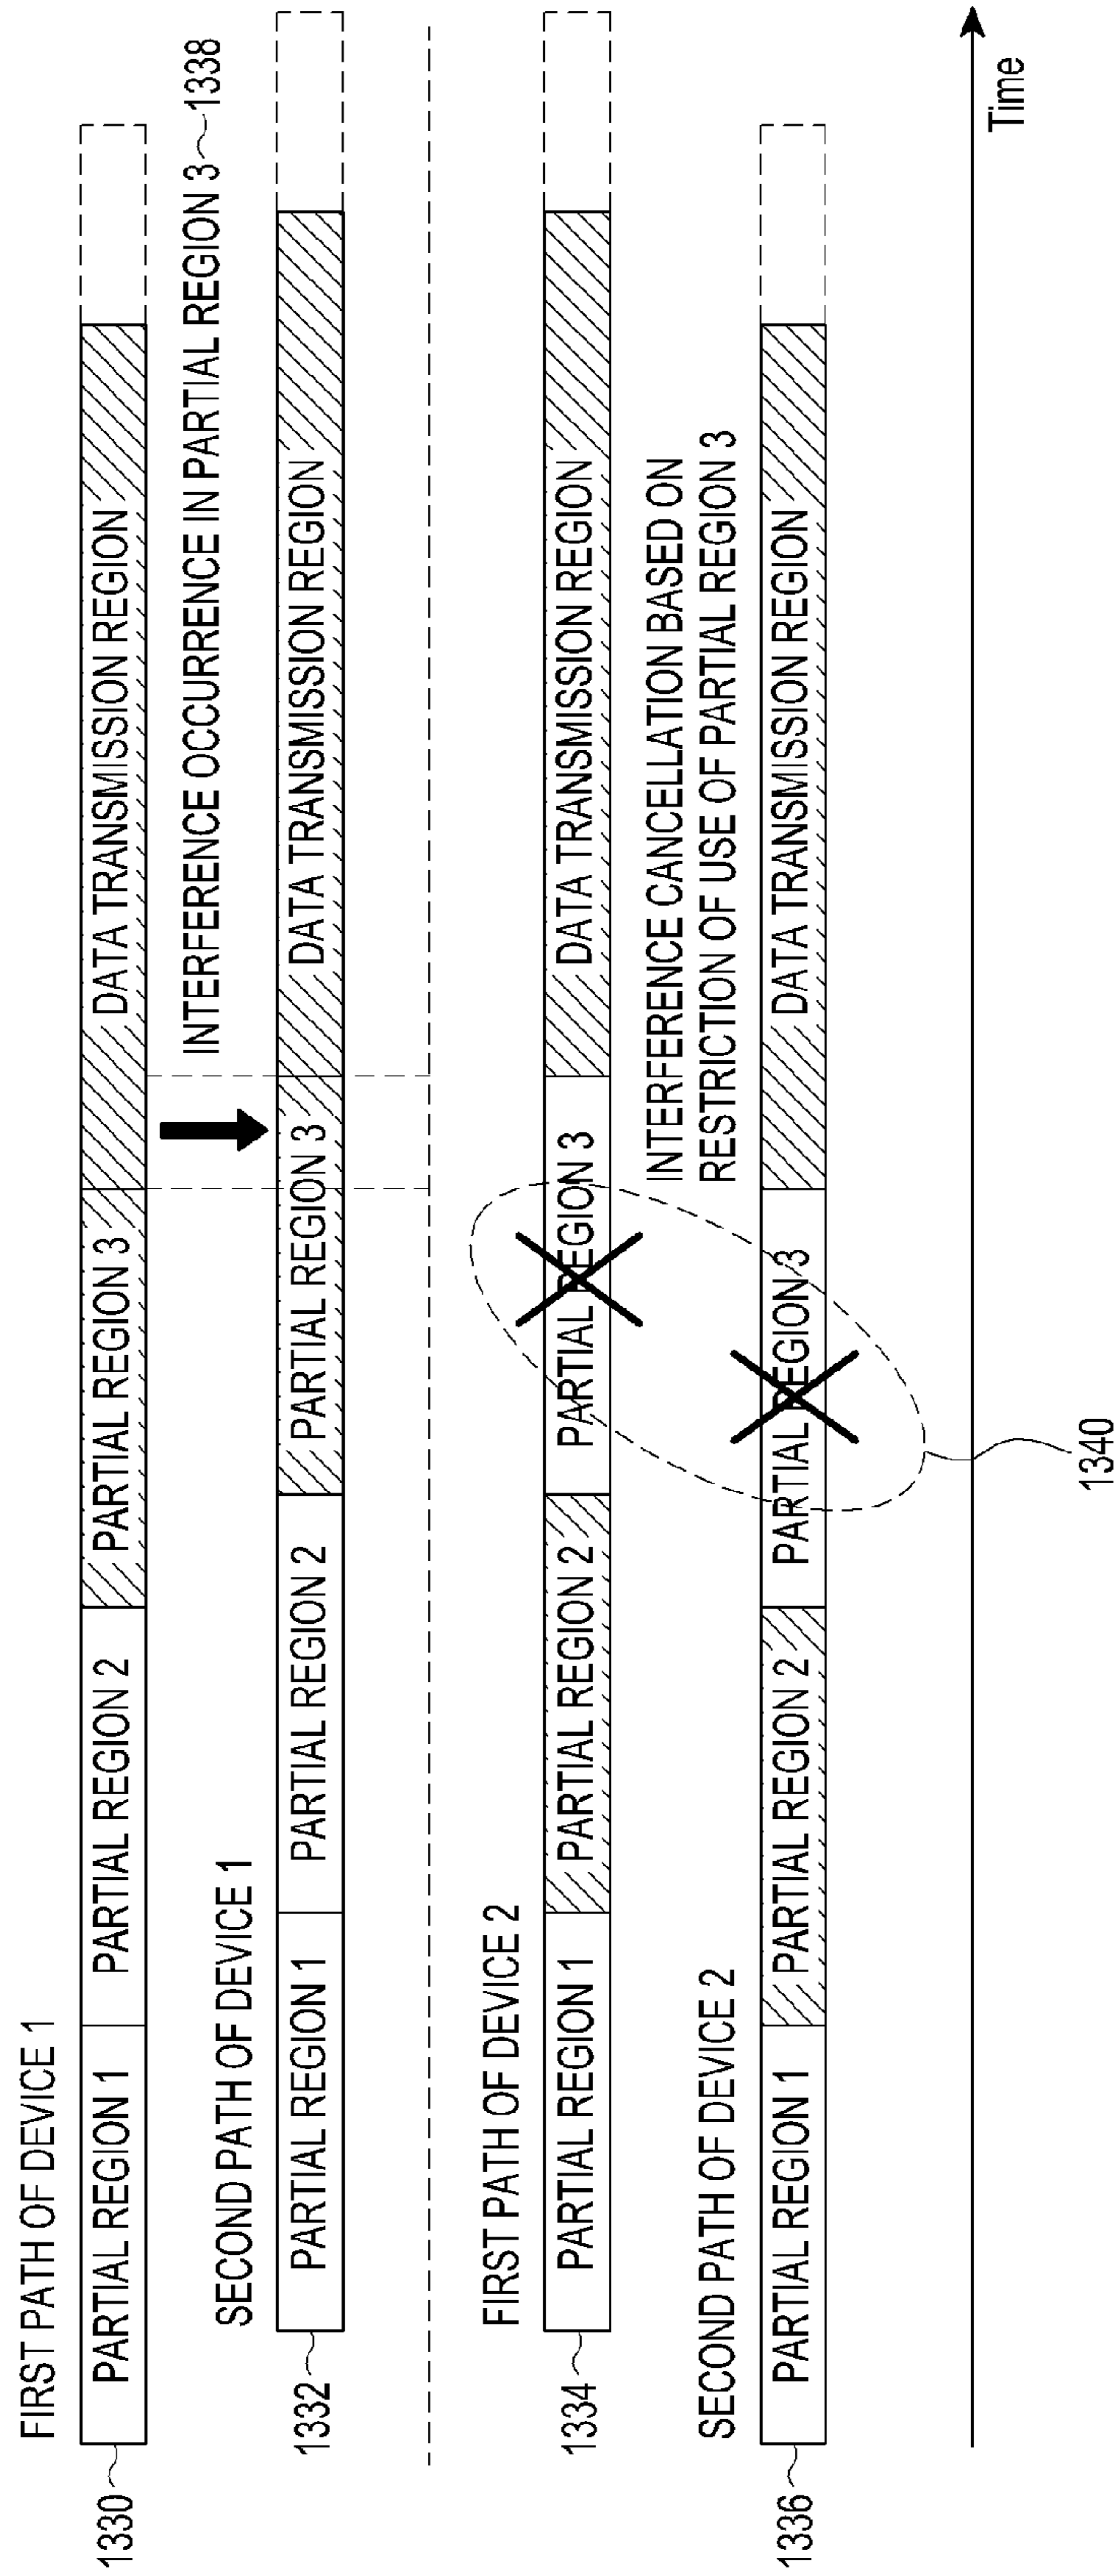 FIRST PATH OF DEVICE 1
1330
PARTIAL REGION 1
PARTIAL REGION 2
PARTIAL REGION 3
DATA TRANSMISSION REGION
INTERFERENCE OCCURRENCE IN PARTIAL REGION 3
1338
SECOND PATH OF DEVICE 1
1332
PARTIAL REGION 1
PARTIAL REGION 2
PARTIAL REGION 3
DATA TRANSMISSION REGION
FIRST PATH OF DEVICE 2
1334
PARTIAL REGION 1
PARTIAL REGION 2
PARTIAL REGION 3
DATA TRANSMISSION REGION
INTERFERENCE CANCELLATION BASED ON
RESTRICTION OF USE OF PARTIAL REGION 3
SECOND PATH OF DEVICE 2
1336
PARTIAL REGION 1
PARTIAL REGION 2
PARTIAL REGION 3
DATA TRANSMISSION REGION
Time
1340